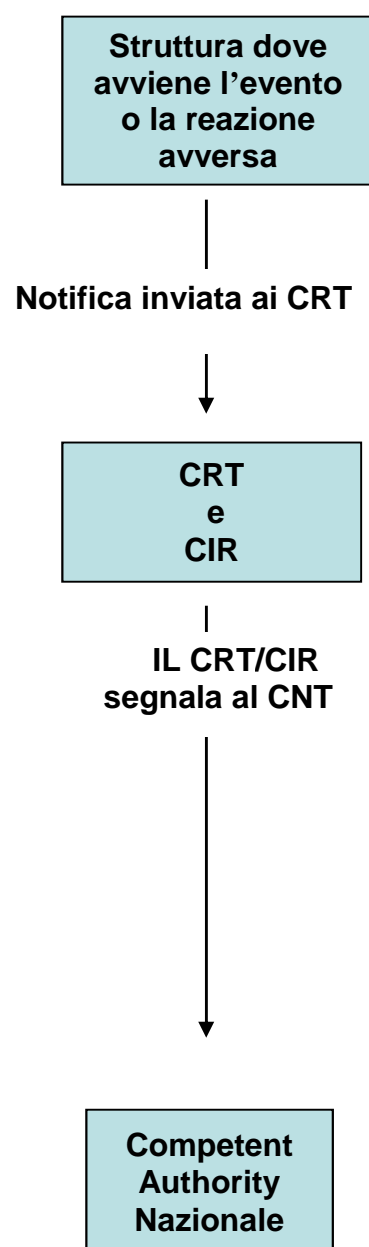 Struttura dove
avviene l’evento
o la reazione
avversa
Notifica inviata ai CRT
CRT
e
CIR
IL CRT/CIR
segnala al CNT
Competent
Authority
Nazionale